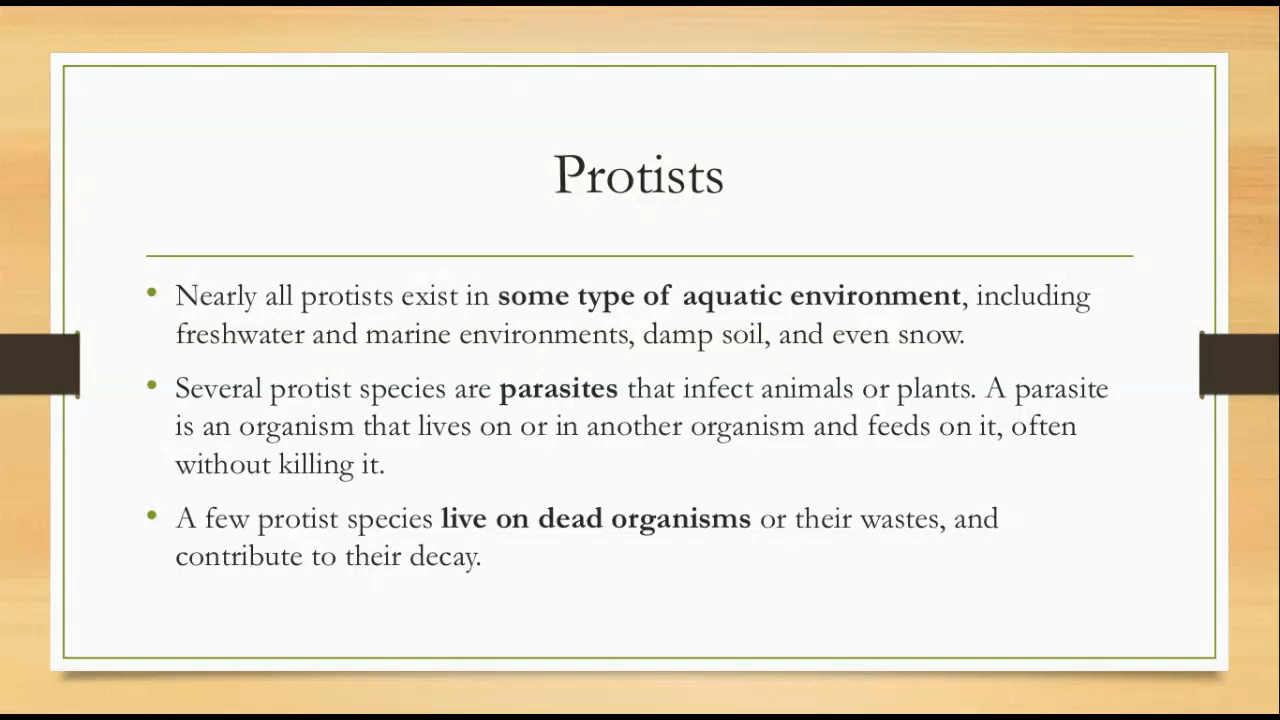 Protists
• Nearly all protists exist in some type of aquatic environment, including
freshwater and marine environments, damp soil, and even snow.
• Several protist species are parasites that infect animals or plants. A parasite
is an organism that lives on or in another organism and feeds on it, often
without killing it.
• A few protist species live on dead organisms or their wastes, and
contribute to their decay.